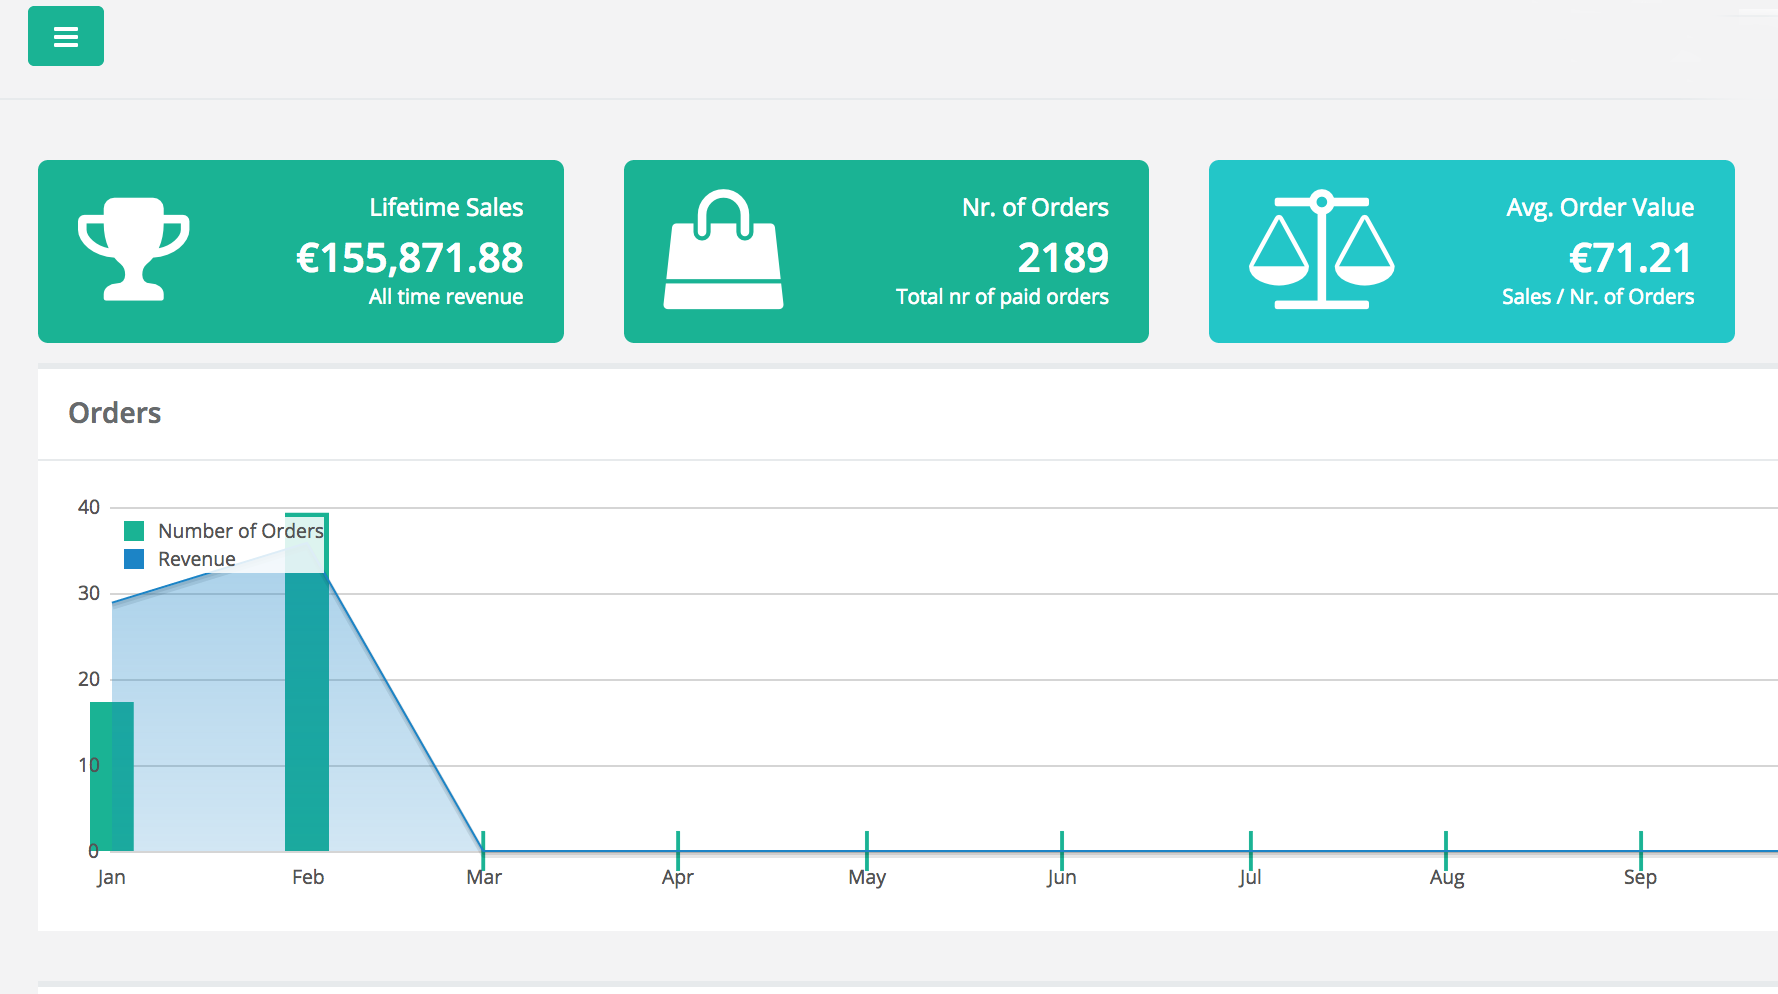 Lifetime Sales
€155,871.88
All time revenue
Nr. of Orders
2189
Total nr of paid orders
Avg. Order Value
€71.21
Sales / Nr. of Orders
Orders
40
Number of Orders
Revenue
30
20
10
0
Jan Feb Mar Apr May Jun Jul Aug Sep